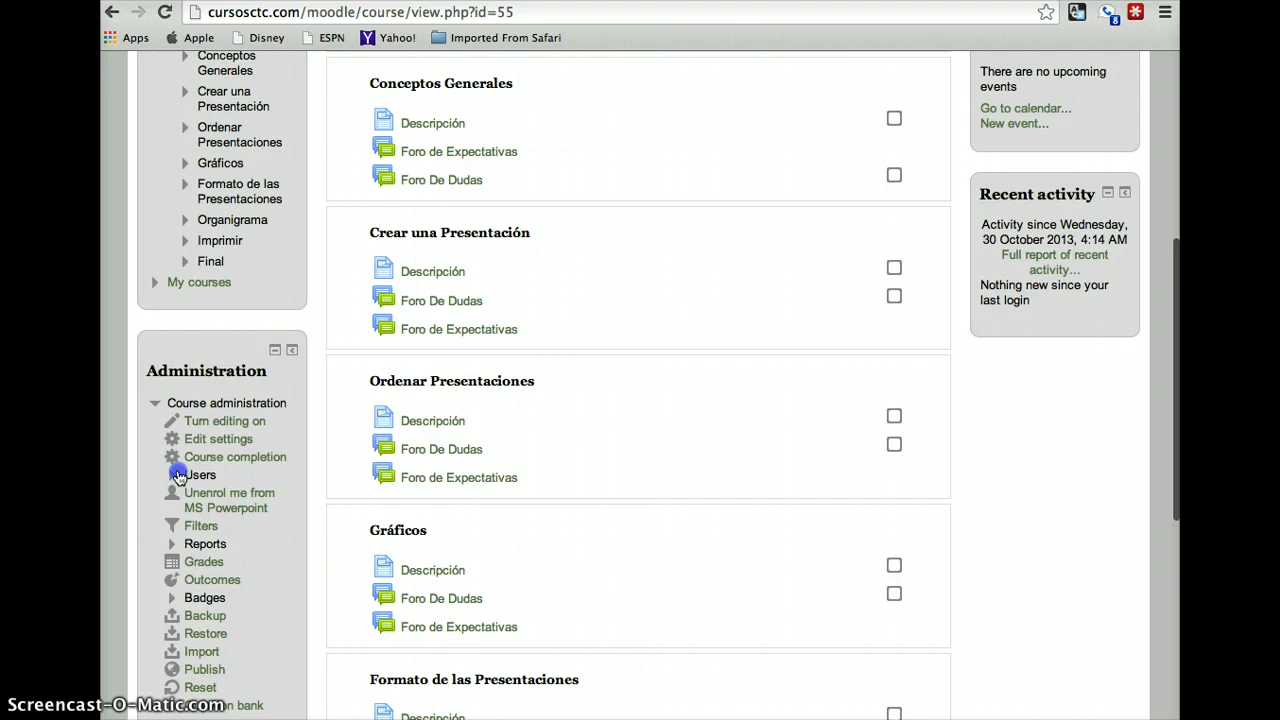 cursosctc.com/moodle/course/view.php?id=55
Apps Apple Disney ESPN Yahoo! Imported From Safari
8
Conceptos
Generales
Crear una
Presentación
Ordenar
Presentaciones
Gráficos
Formato de las
Presentaciones
Organigrama
Imprimir
Final
My courses
Administration
Course administration
Turn editing on
Edit settings
Course completion
Users
Unenrol me from
MS Powerpoint
Filters
Reports
Grades
Outcomes
Badges
Backup
Restore
Import
Publish
Reset
bank
Conceptos Generales
Descripción
Foro de Expectativas
Foro De Dudas
Crear una Presentación
Descripción
Foro De Dudas
Foro de Expectativas
Ordenar Presentaciones
Descripción
Foro De Dudas
Foro de Expectativas
Gráficos
Descripción
Foro De Dudas
Foro de Expectativas
Formato de las Presentaciones
Descripción
There are no upcoming
events
Go to calendar...
New event...
Recent activity
Activity since Wednesday,
30 October 2013, 4:14 AM
Full report of recent
activity...
Nothing new since your
last login
Screencast-O-Matic.com